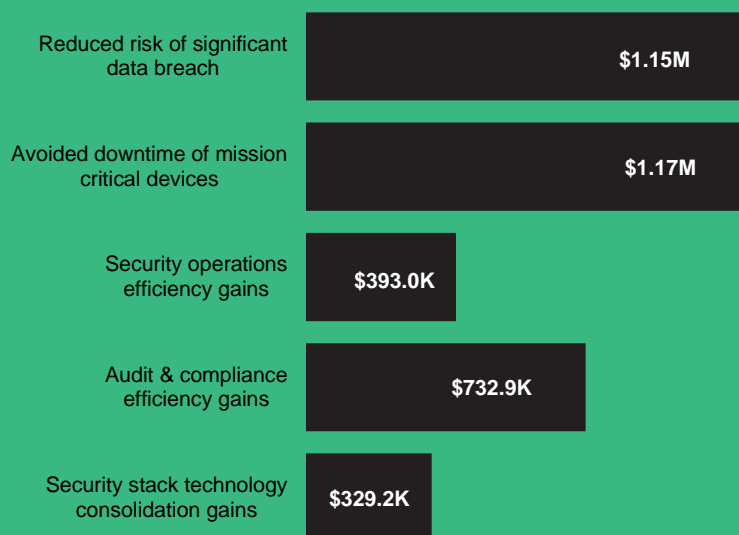 Reduced risk of significant
data breach
$1.15M
Avoided downtime of mission
critical devices
$1.17M
Security operations
efficiency gains
$393.0K
Audit & compliance
efficiency gains
$732.9K
Security stack technology
consolidation gains
$329.2K